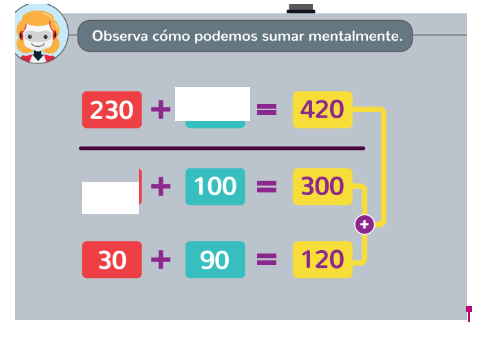 Observa cómo podemos sumar mentalmente.
230 + = 420
+ 100 = 300
+
30 + 90 = 120